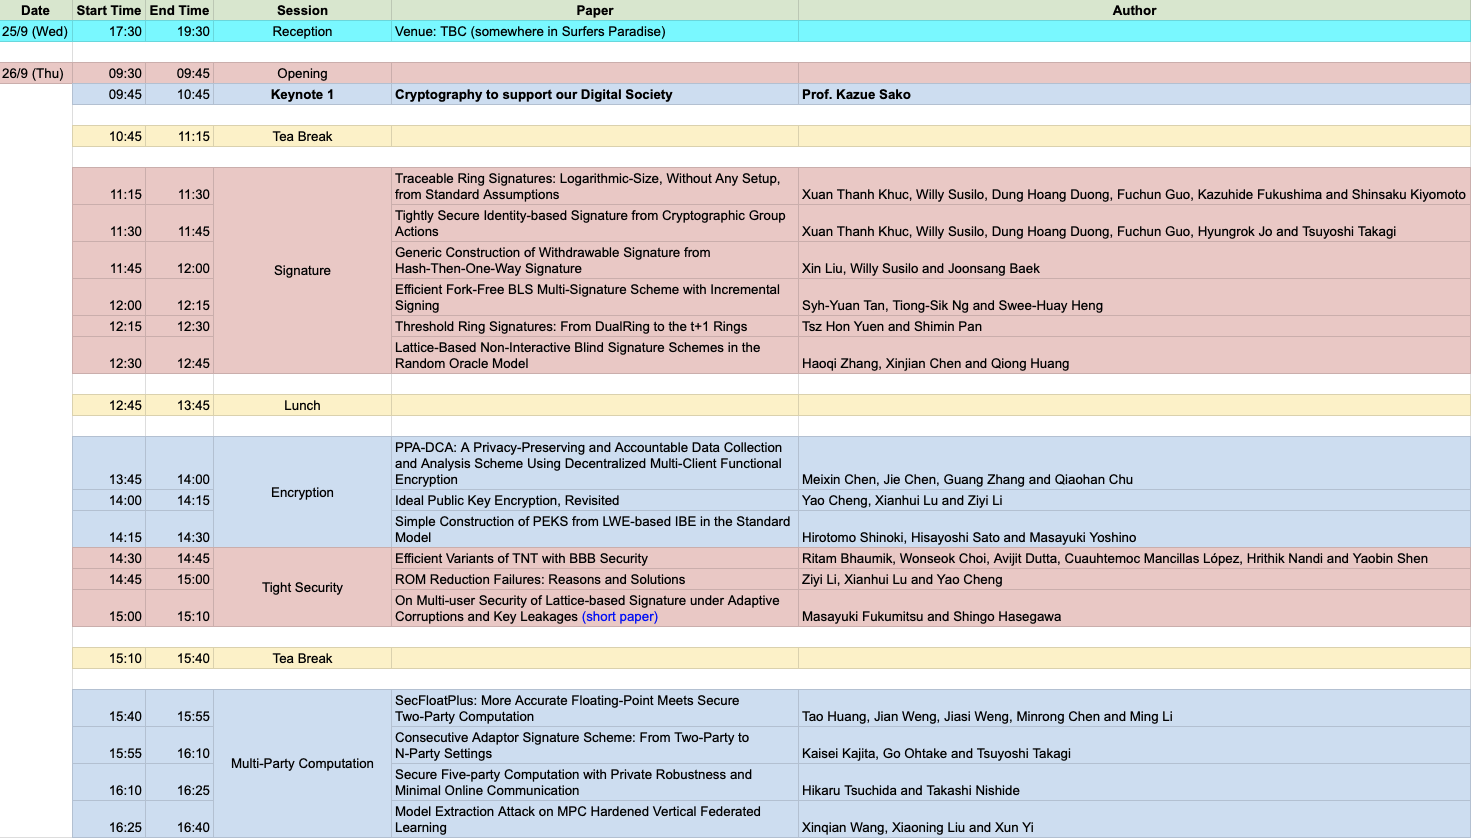 Date Start Time End Time Session Paper Author
25/9 (Wed) 17:30 19:30 Reception Venue: TBC (somewhere in Surfers Paradise)
26/9 (Thu) 09:30 09:45 Opening
09:45 10:45 Keynote 1 Cryptography to support our Digital Society Prof. Kazue Sako
10:45 11:15 Tea Break
Signature
Traceable Ring Signatures: Logarithmic-Size, Without Any Setup,
11:15 11:30 from Standard Assumptions Xuan Thanh Khuc, Willy Susilo, Dung Hoang Duong, Fuchun Guo, Kazuhide Fukushima and Shinsaku Kiyomoto
Tightly Secure Identity-based Signature from Cryptographic Group
11:30 11:45 Actions Xuan Thanh Khuc, Willy Susilo, Dung Hoang Duong, Fuchun Guo, Hyungrok Jo and Tsuyoshi Takagi
Generic Construction of Withdrawable Signature from
11:45 12:00 Hash-Then-One-Way Signature Xin Liu, Willy Susilo and Joonsang Baek
Efficient Fork-Free BLS Multi-Signature Scheme with Incremental
12:00 12:15 Signing Syh-Yuan Tan, Tiong-Sik Ng and Swee-Huay Heng
12:15 12:30 Threshold Ring Signatures: From DualRing to the t+1 Rings Tsz Hon Yuen and Shimin Pan
Lattice-Based Non-Interactive Blind Signature Schemes in the
12:30 12:45 Random Oracle Model Haoqi Zhang, Xinjian Chen and Qiong Huang
12:45 13:45 Lunch
Encryption
PPA-DCA: A Privacy-Preserving and Accountable Data Collection
and Analysis Scheme Using Decentralized Multi-Client Functional
13:45 14:00 Encryption Meixin Chen, Jie Chen, Guang Zhang and Qiaohan Chu
14:00 14:15 Ideal Public Key Encryption, Revisited Yao Cheng, Xianhui Lu and Ziyi Li
Simple Construction of PEKS from LWE-based IBE in the Standard
14:15 14:30 Model Hirotomo Shinoki, Hisayoshi Sato and Masayuki Yoshino
Tight Security
14:30 14:45 Efficient Variants of TNT with BBB Security Ritam Bhaumik, Wonseok Choi, Avijit Dutta, Cuauhtemoc Mancillas López, Hrithik Nandi and Yaobin Shen
14:45 15:00 ROM Reduction Failures: Reasons and Solutions Ziyi Li, Xianhui Lu and Yao Cheng
On Multi-user Security of Lattice-based Signature under Adaptive
15:00 15:10 Corruptions and Key Leakages (short paper) Masayuki Fukumitsu and Shingo Hasegawa
15:10 15:40 Tea Break
Multi-Party Computation
SecFloatPlus: More Accurate Floating-Point Meets Secure
15:40 15:55 Two-Party Computation Tao Huang, Jian Weng, Jiasi Weng, Minrong Chen and Ming Li
Consecutive Adaptor Signature Scheme: From Two-Party to
15:55 16:10 N-Party Settings Kaisei Kajita, Go Ohtake and Tsuyoshi Takagi
Secure Five-party Computation with Private Robustness and
16:10 16:25 Minimal Online Communication Hikaru Tsuchida and Takashi Nishide
Model Extraction Attack on MPC Hardened Vertical Federated
16:25 16:40 Learning Xinqian Wang, Xiaoning Liu and Xun Yi